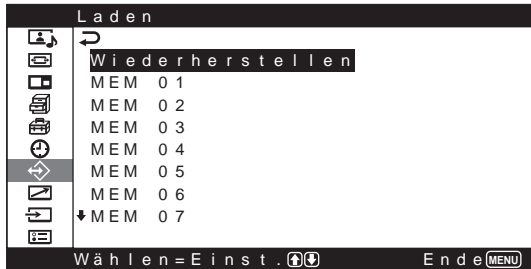 Laden
Wiederherstellen
MEM 01
MEM 02
MEM 03
MEM 04
MEM 05
MEM 06
MEM 07
Wählen=Einst. Ende MENU